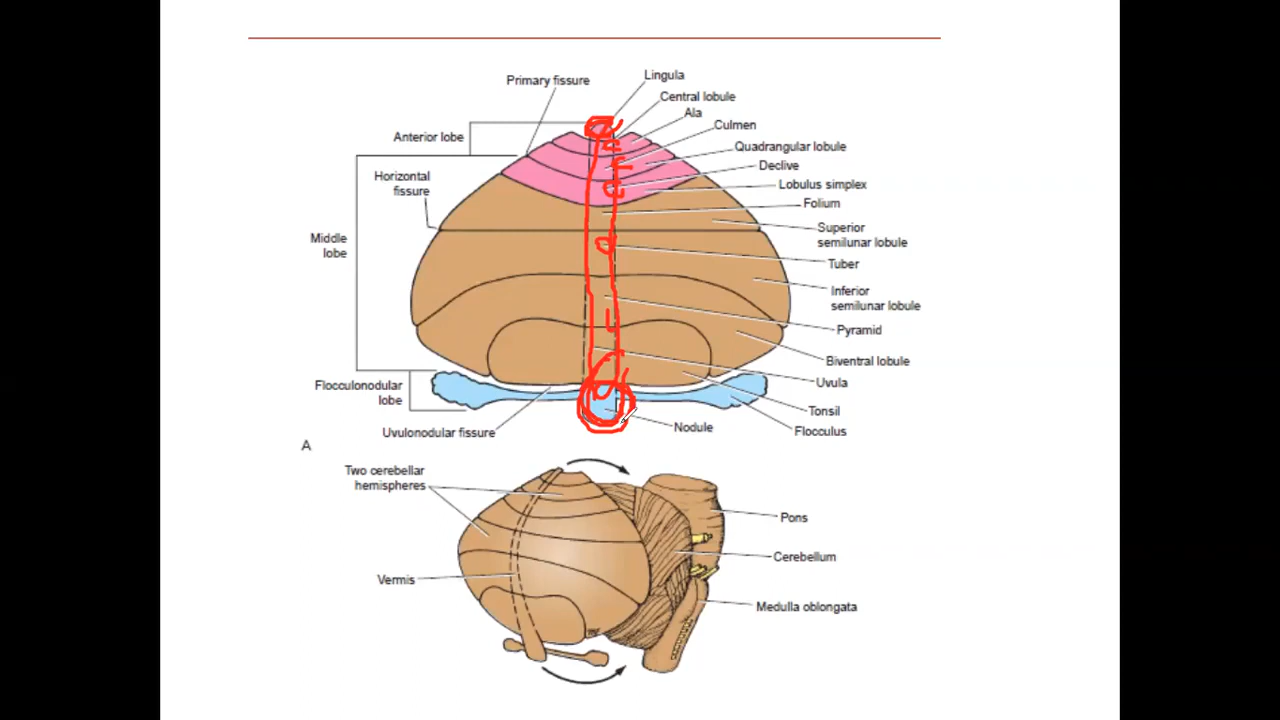 Lingula
Primary fissure
Central lobule
Ala
Culmen
Anterior lobe
Quadrangular lobule
Declive
Horizontal
fissure
Lobulus simplex
Folium
Superior
semilunar lobule
Middle
lobe
Tuber
Inferior
semilunar lobule
Pyramid
Biventral lobule
Uvula
Flocculonodular
lobe
Tonsil
Nodule
Flocculus
Uvulonodular fissure
A
Two cerebellar
hemispheres
Pons
Cerebellum
Vermis
Medulla oblongata